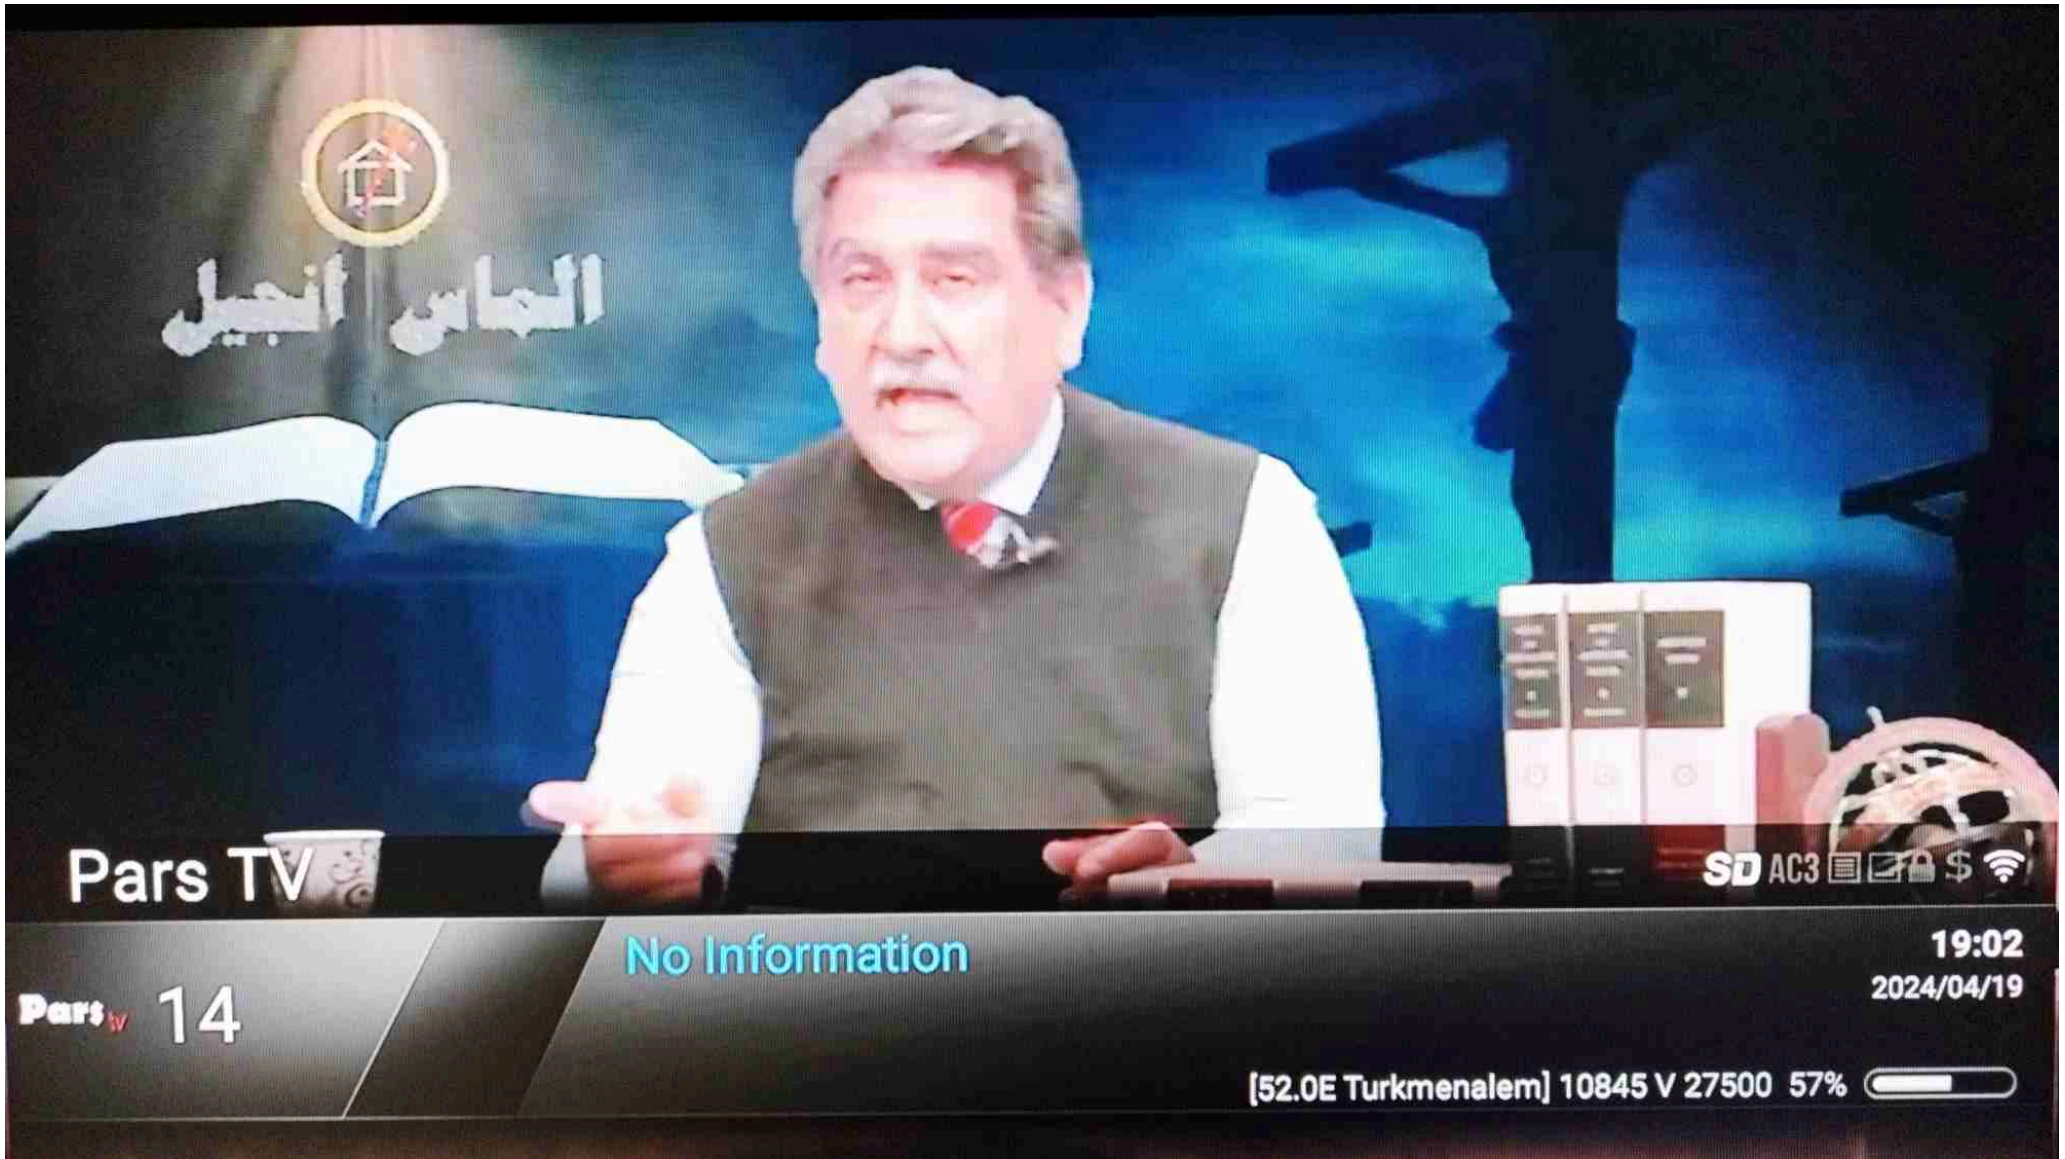 الماس انجیل
Pars TV
SD AC3 $
Pars tv 14
No Information
19:02
2024/04/19
[52.0E Turkmenalem] 10845 V 27500 57%